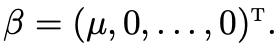 β = (μ, 0, . . . , 0)ᵀ.